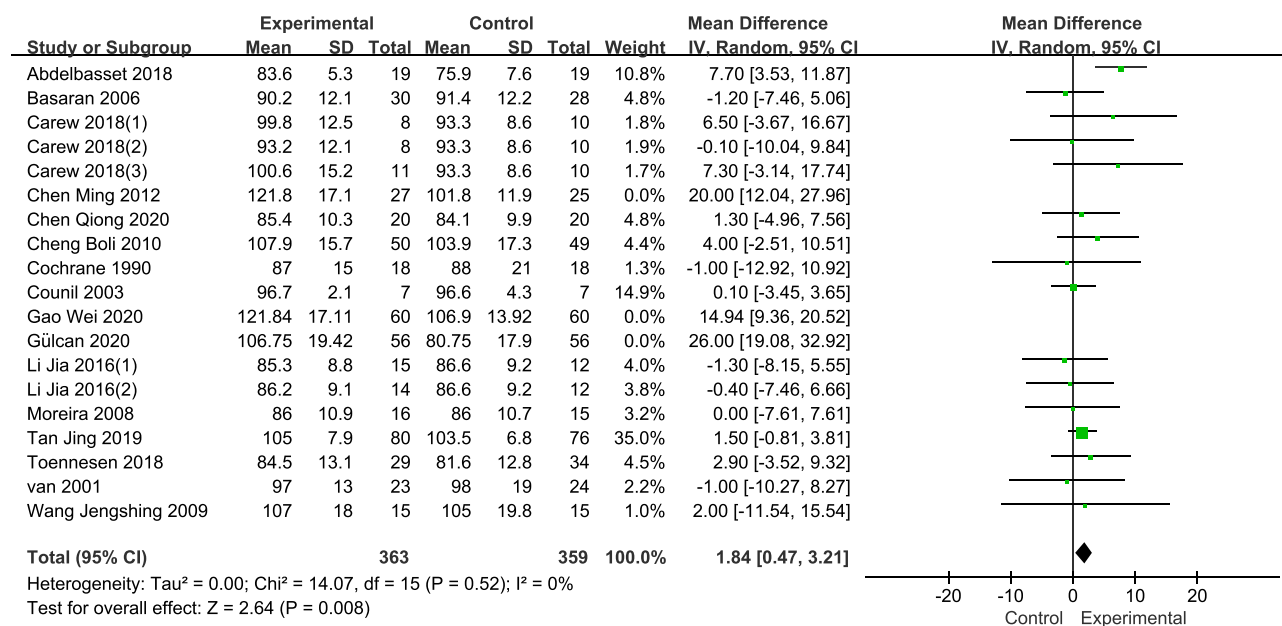 Experimental Control Mean Difference Mean Difference
Study or Subgroup Mean SD Total Mean SD Total Weight IV, Random, 95% CI IV, Random, 95% CI
Abdelbasset 2018 83.6 5.3 19 75.9 7.6 19 10.8% 7.70 [3.53, 11.87]
Basaran 2006 90.2 12.1 30 91.4 12.2 28 4.8% -1.20 [-7.46, 5.06]
Carew 2018(1) 99.8 12.5 8 93.3 8.6 10 1.8% 6.50 [-3.67, 16.67]
Carew 2018(2) 93.2 12.1 8 93.3 8.6 10 1.9% -0.10 [-10.04, 9.84]
Carew 2018(3) 100.6 15.2 11 93.3 8.6 10 1.7% 7.30 [-3.14, 17.74]
Chen Ming 2012 121.8 17.1 27 101.8 11.9 25 0.0% 20.00 [12.04, 27.96]
Chen Qiong 2020 85.4 10.3 20 84.1 9.9 20 4.8% 1.30 [-4.96, 7.56]
Cheng Boli 2010 107.9 15.7 50 103.9 17.3 49 4.4% 4.00 [-2.51, 10.51]
Cochrane 1990 87 15 18 88 21 18 1.3% -1.00 [-12.92, 10.92]
Counil 2003 96.7 2.1 7 96.6 4.3 7 14.9% 0.10 [-3.45, 3.65]
Gao Wei 2020 121.84 17.11 60 106.9 13.92 60 0.0% 14.94 [9.36, 20.52]
Gülcan 2020 106.75 19.42 56 80.75 17.9 56 0.0% 26.00 [19.08, 32.92]
Li Jia 2016(1) 85.3 8.8 15 86.6 9.2 12 4.0% -1.30 [-8.15, 5.55]
Li Jia 2016(2) 86.2 9.1 14 86.6 9.2 12 3.8% -0.40 [-7.46, 6.66]
Moreira 2008 86 10.9 16 86 10.7 15 3.2% 0.00 [-7.61, 7.61]
Tan Jing 2019 105 7.9 80 103.5 6.8 76 35.0% 1.50 [-0.81, 3.81]
Toennesen 2018 84.5 13.1 29 81.6 12.8 34 4.5% 2.90 [-3.52, 9.32]
van 2001 97 13 23 98 19 24 2.2% -1.00 [-10.27, 8.27]
Wang Jengshing 2009 107 18 15 105 19.8 15 1.0% 2.00 [-11.54, 15.54]
Total (95% CI) 363 359 100.0% 1.84 [0.47, 3.21]
Heterogeneity: Tau² = 0.00; Chi² = 14.07, df = 15 (P = 0.52); I² = 0%
Test for overall effect: Z = 2.64 (P = 0.008)
-20 -10 0 10 20
Control Experimental